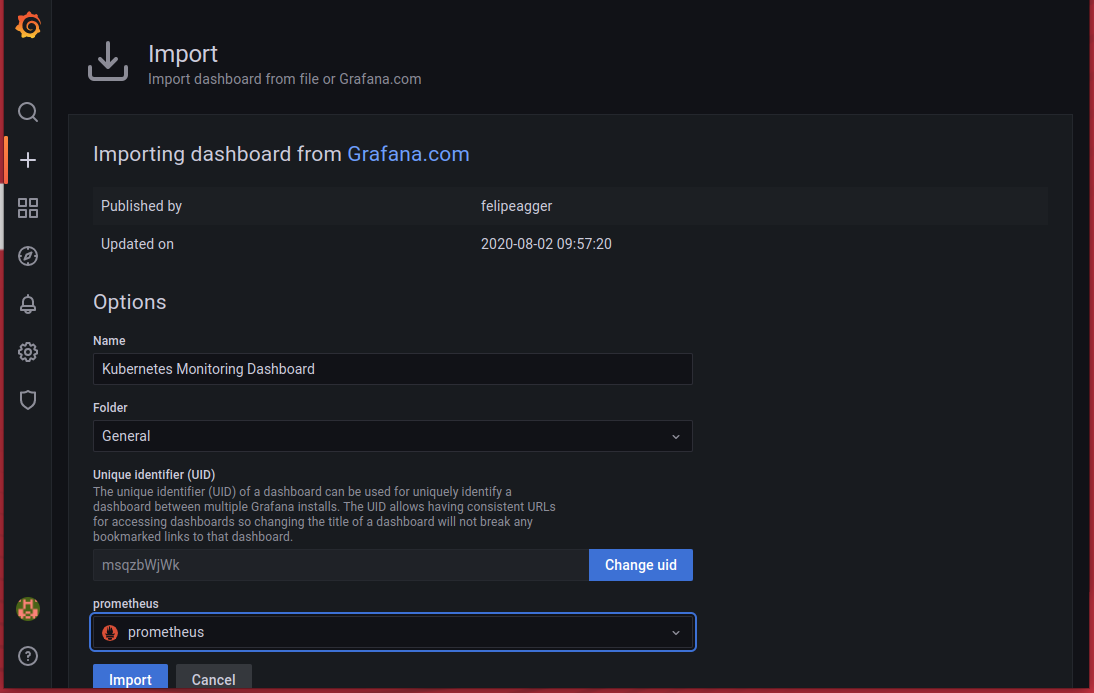 Import
Import dashboard from file or Grafana.com
Importing dashboard from Grafana.com
Published by felipeagger
Updated on 2020-08-02 09:57:20
Options
Name
Kubernetes Monitoring Dashboard
Folder
General
Unique identifier (UID)
The unique identifier (UID) of a dashboard can be used for uniquely identify a
dashboard between multiple Grafana installs. The UID allows having consistent URLs
for accessing dashboards so changing the title of a dashboard will not break any
bookmarked links to that dashboard.
msqzbWjWk Change uid
prometheus
prometheus
Import Cancel